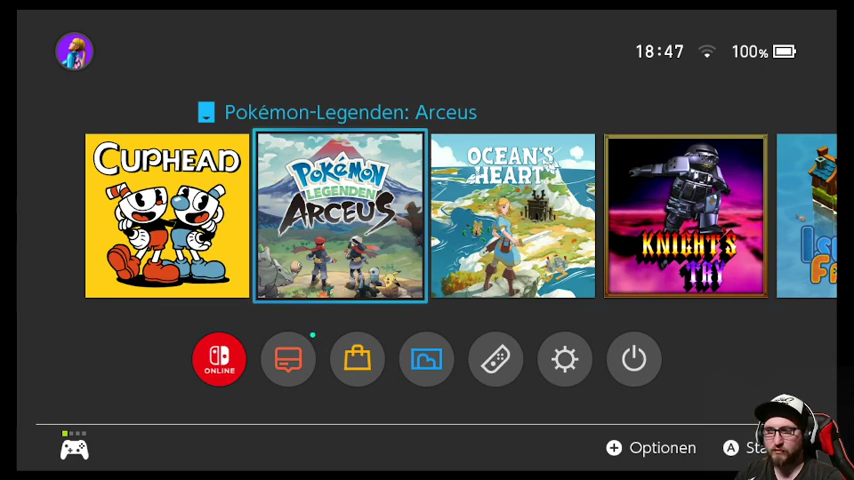 18:47 100%
Pokémon-Legenden: Arceus
CUPHEAD
POKÉMON
LEGENDEN
ARCEUS
OCEAN'S
HEART
KNIGHT'S
TRY
ONLINE
+ Optionen
A